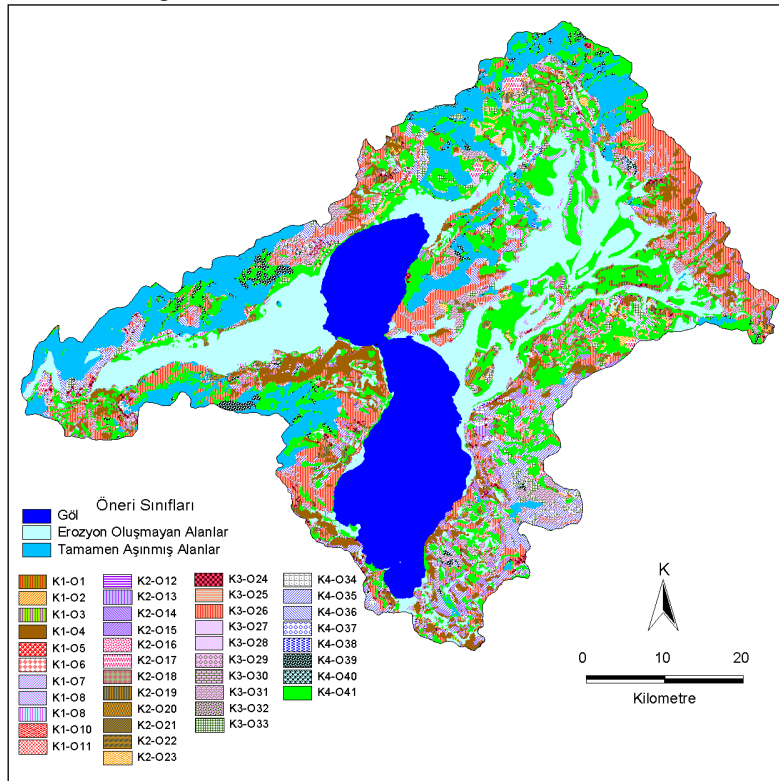 Öneri Sınıfları
Göl
Erozyon Oluşmayan Alanlar
Tamamen Aşınmış Alanlar
K1-O1
K1-O2
K1-O3
K1-O4
K1-O5
K1-O6
K1-O7
K1-O8
K1-O8
K1-O10
K1-O11
K2-O12
K2-O13
K2-O14
K2-O15
K2-O16
K2-O17
K2-O18
K2-O19
K2-O20
K2-O21
K2-O22
K2-O23
K3-O24
K3-O25
K3-O26
K3-O27
K3-O28
K3-O29
K3-O30
K3-O31
K3-O32
K3-O33
K4-O34
K4-O35
K4-O36
K4-O37
K4-O38
K4-O39
K4-O40
K4-O41
K
0 10 20
Kilometre